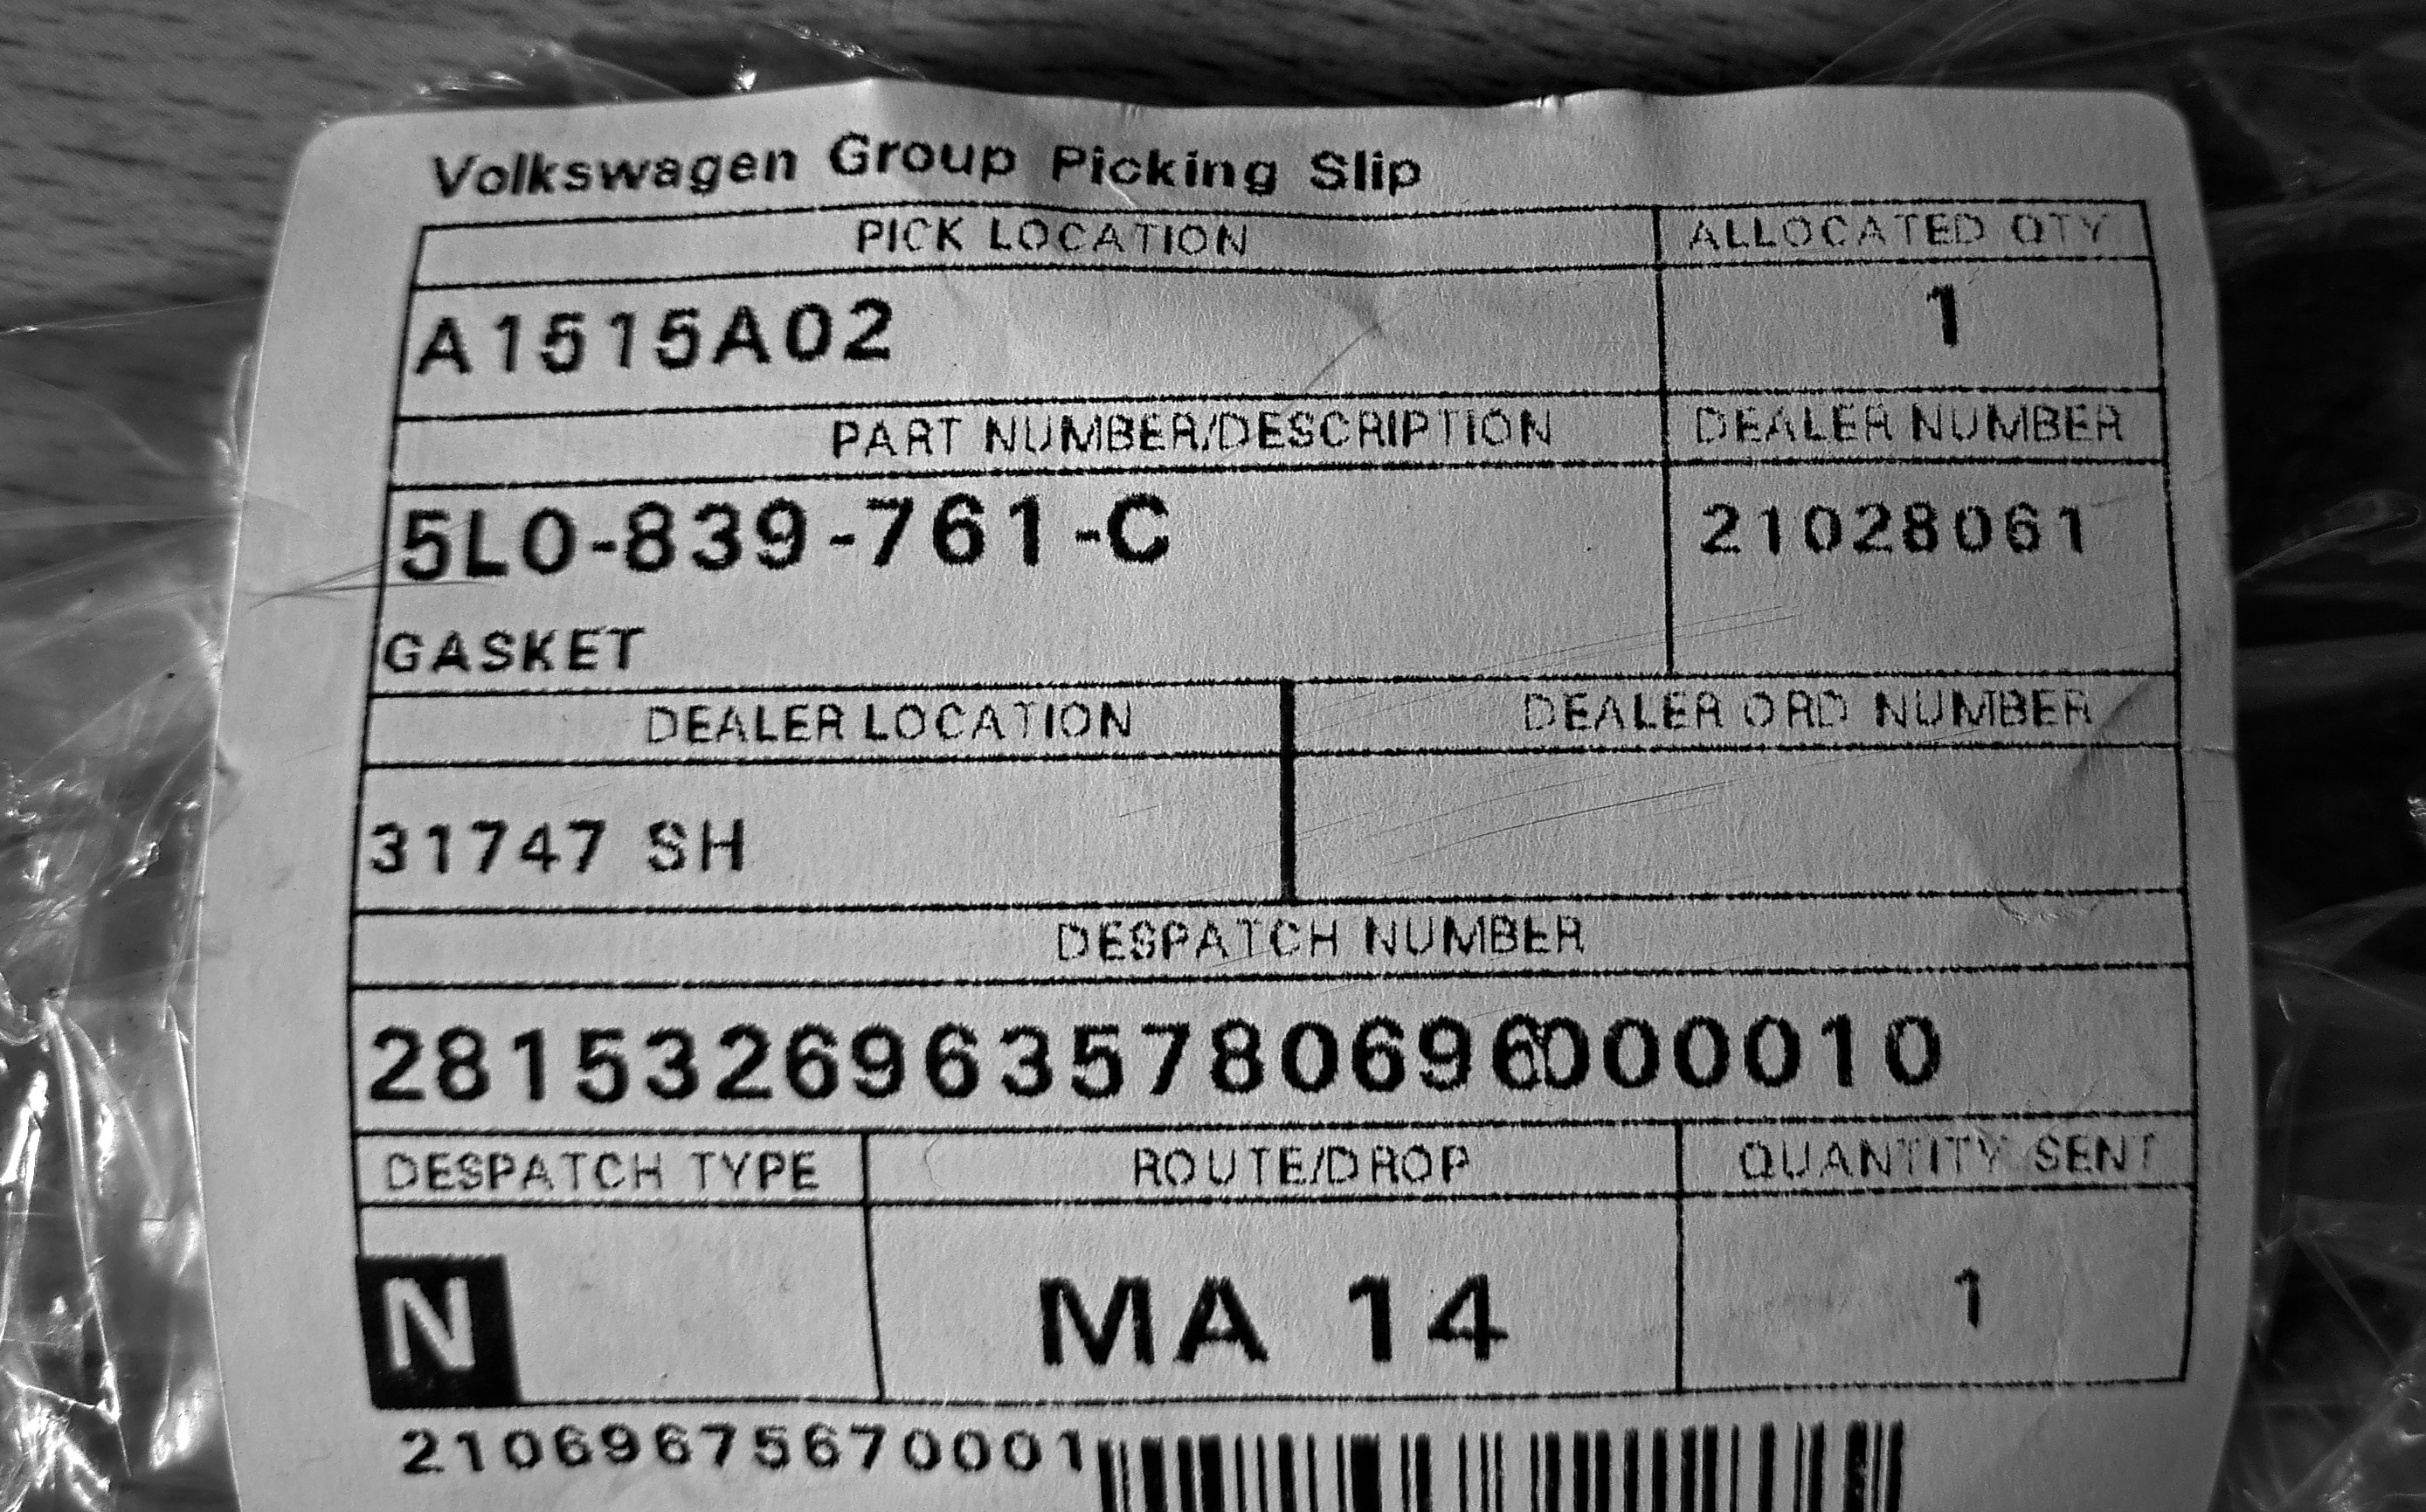 Volkswagen Group Picking Slip
PICK LOCATION ALLOCATED QTY
A1515A02 1
PART NUMBER/DESCRIPTION DEALER NUMBER
5L0-839-761-C 21028061
GASKET
DEALER LOCATION DEALER ORD NUMBER
31747 SH
DESPATCH NUMBER
28153269635780696000010
DESPATCH TYPE ROUTE/DROP QUANTITY SENT
N MA 14 1
21069675670001